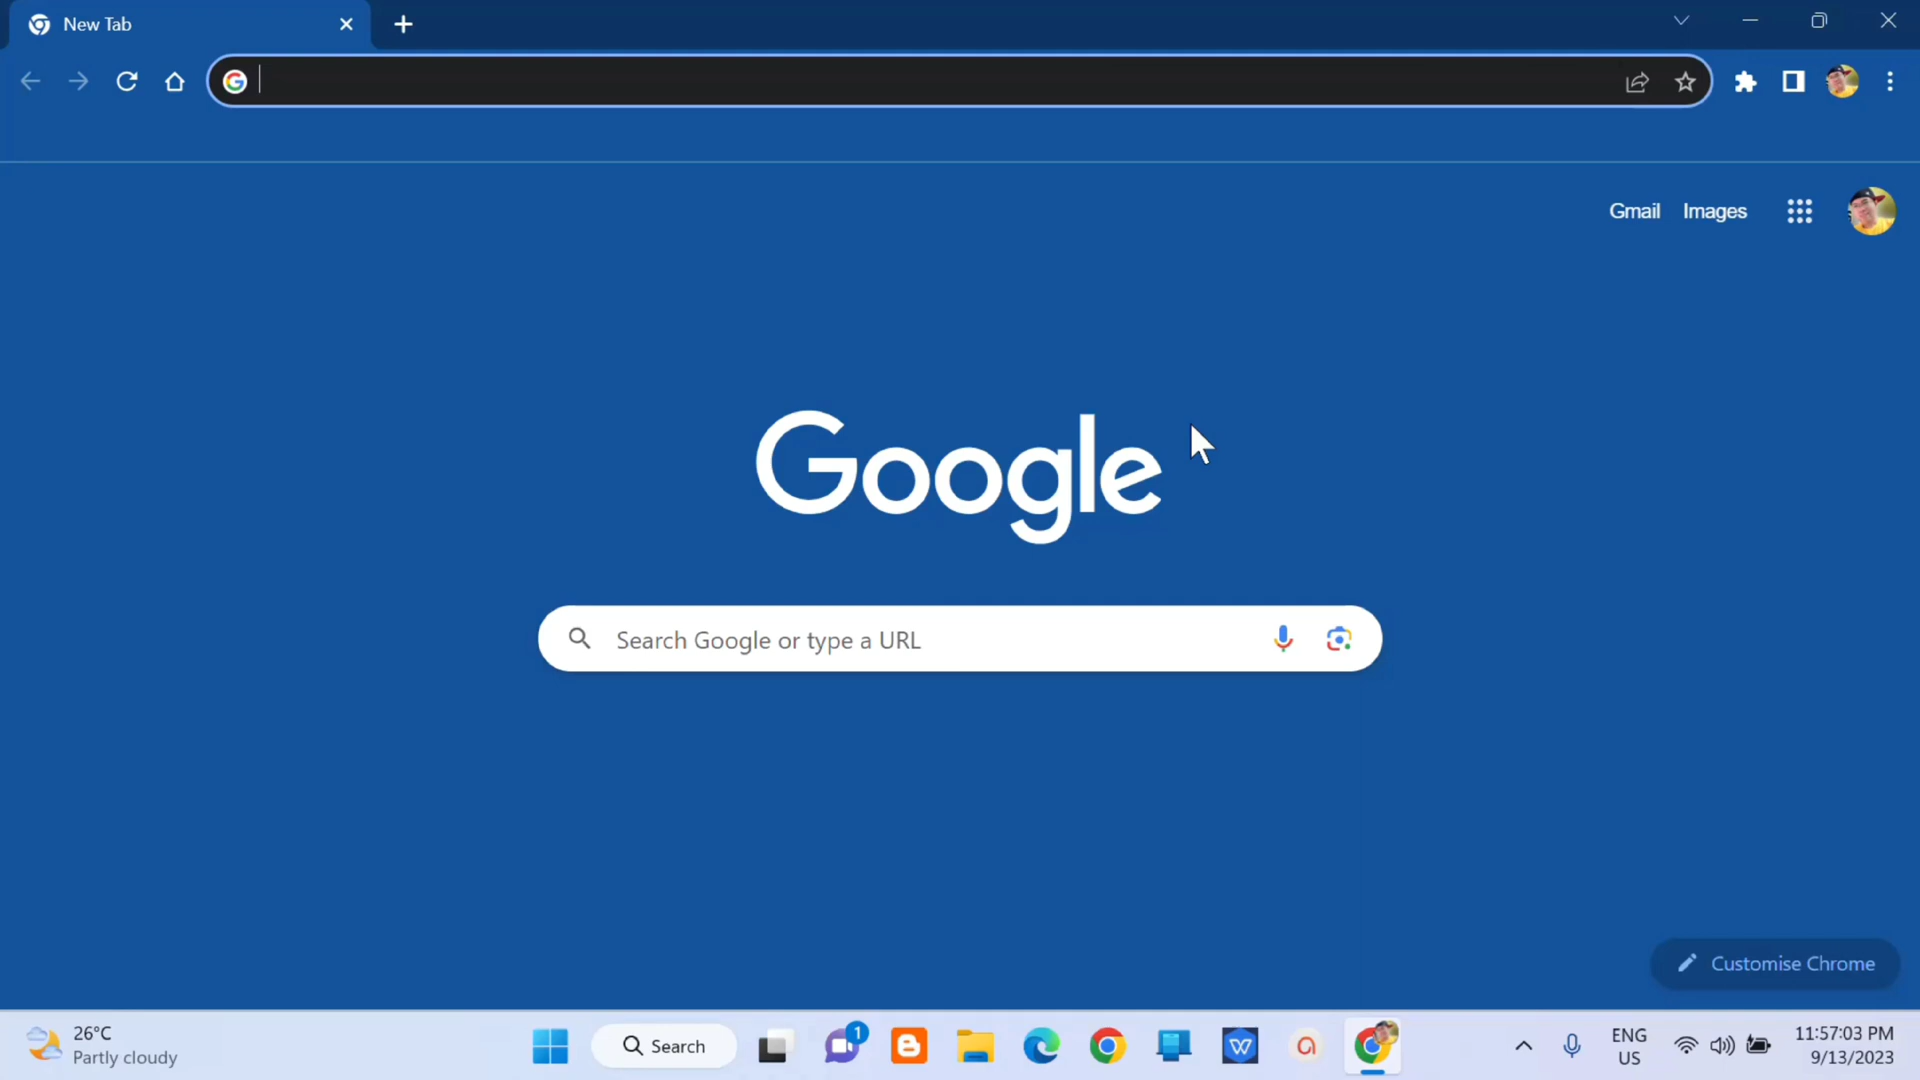 New Tab
Gmail Images
Google
Search Google or type a URL
Customise Chrome
26°C
Partly cloudy
Search
1
ENG
US
11:57:03 PM
9/13/2023